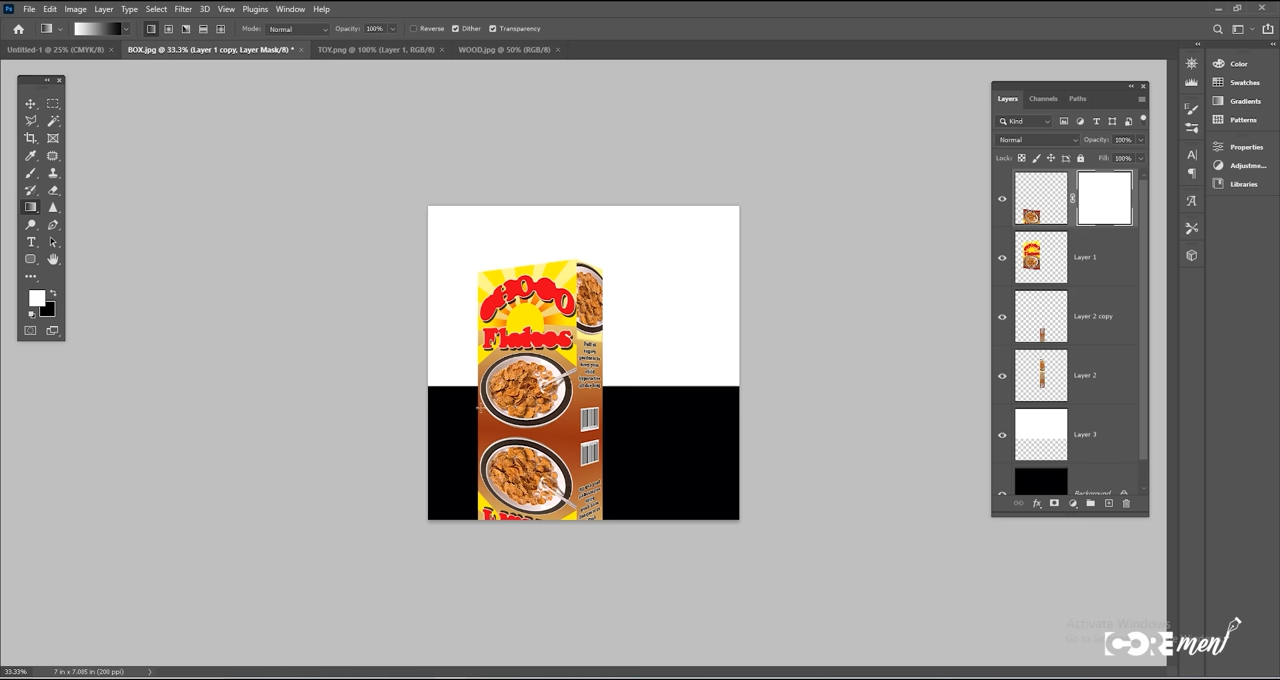 Ps File Edit Image Layer Type Select Filter 3D View Plugins Window Help
Mode: Normal Opacity: 100% Reverse Dither Transparency
Untitled-1 @ 25% (CMYK/8) × BOX.jpg @ 33.3% (Layer 1 copy, Layer Mask/8) * × TOY.png @ 100% (Layer 1, RGB/8) × WOOD.jpg @ 50% (RGB/8) ×
Color
Swatches
Gradients
Patterns
Properties
Adjustme...
Libraries
Layers Channels Paths
Kind
Normal Opacity: 100%
Lock: Fill: 100%
Layer 1
Layer 2 copy
Layer 2
Layer 3
Background
fx
CHOCO
Flakes
Activate Windows
COREment
33.33% 7 in x 7.085 in (200 ppi)